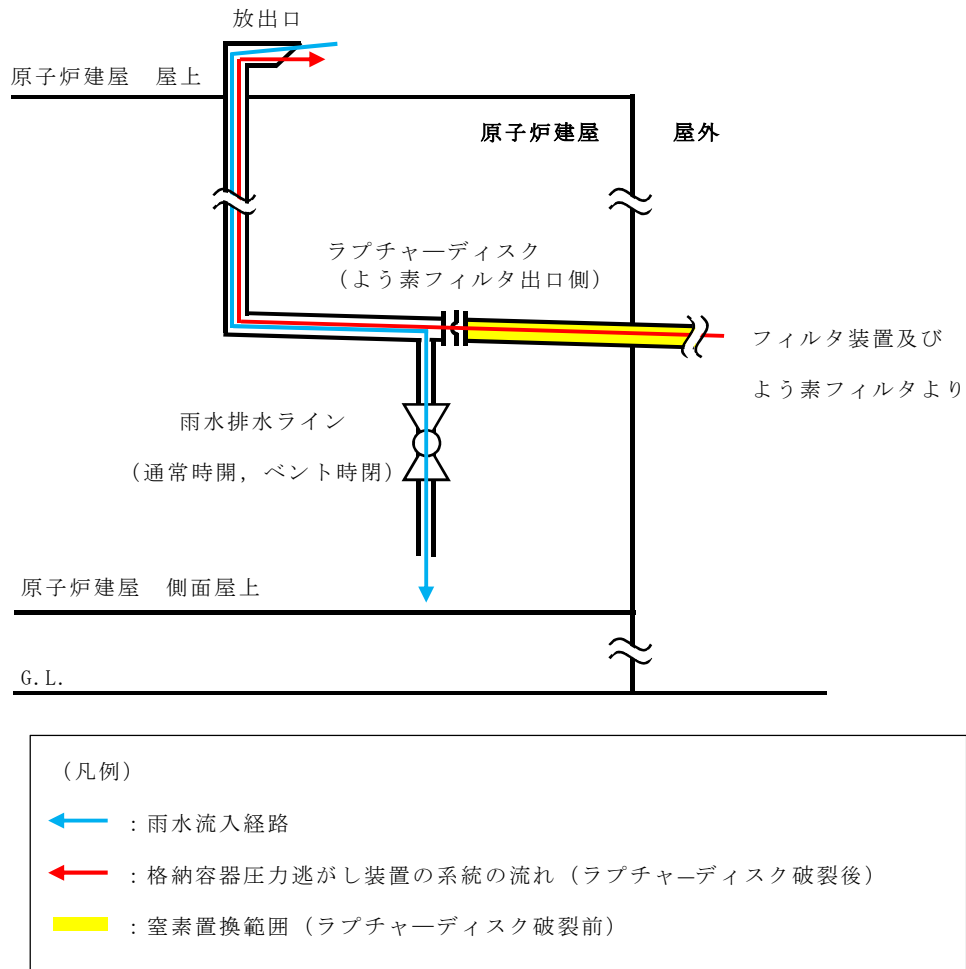 放出口
原子炉建屋　屋上
原子炉建屋　屋外
ラプチャ―ディスク
（よう素フィルタ出口側）
フィルタ装置及び
よう素フィルタより
雨水排水ライン
（通常時開，ベント時閉）
原子炉建屋　側面屋上
G.L.
（凡例）
：雨水流入経路
：格納容器圧力逃がし装置の系統の流れ（ラプチャ―ディスク破裂後）
：窒素置換範囲（ラプチャ―ディスク破裂前）